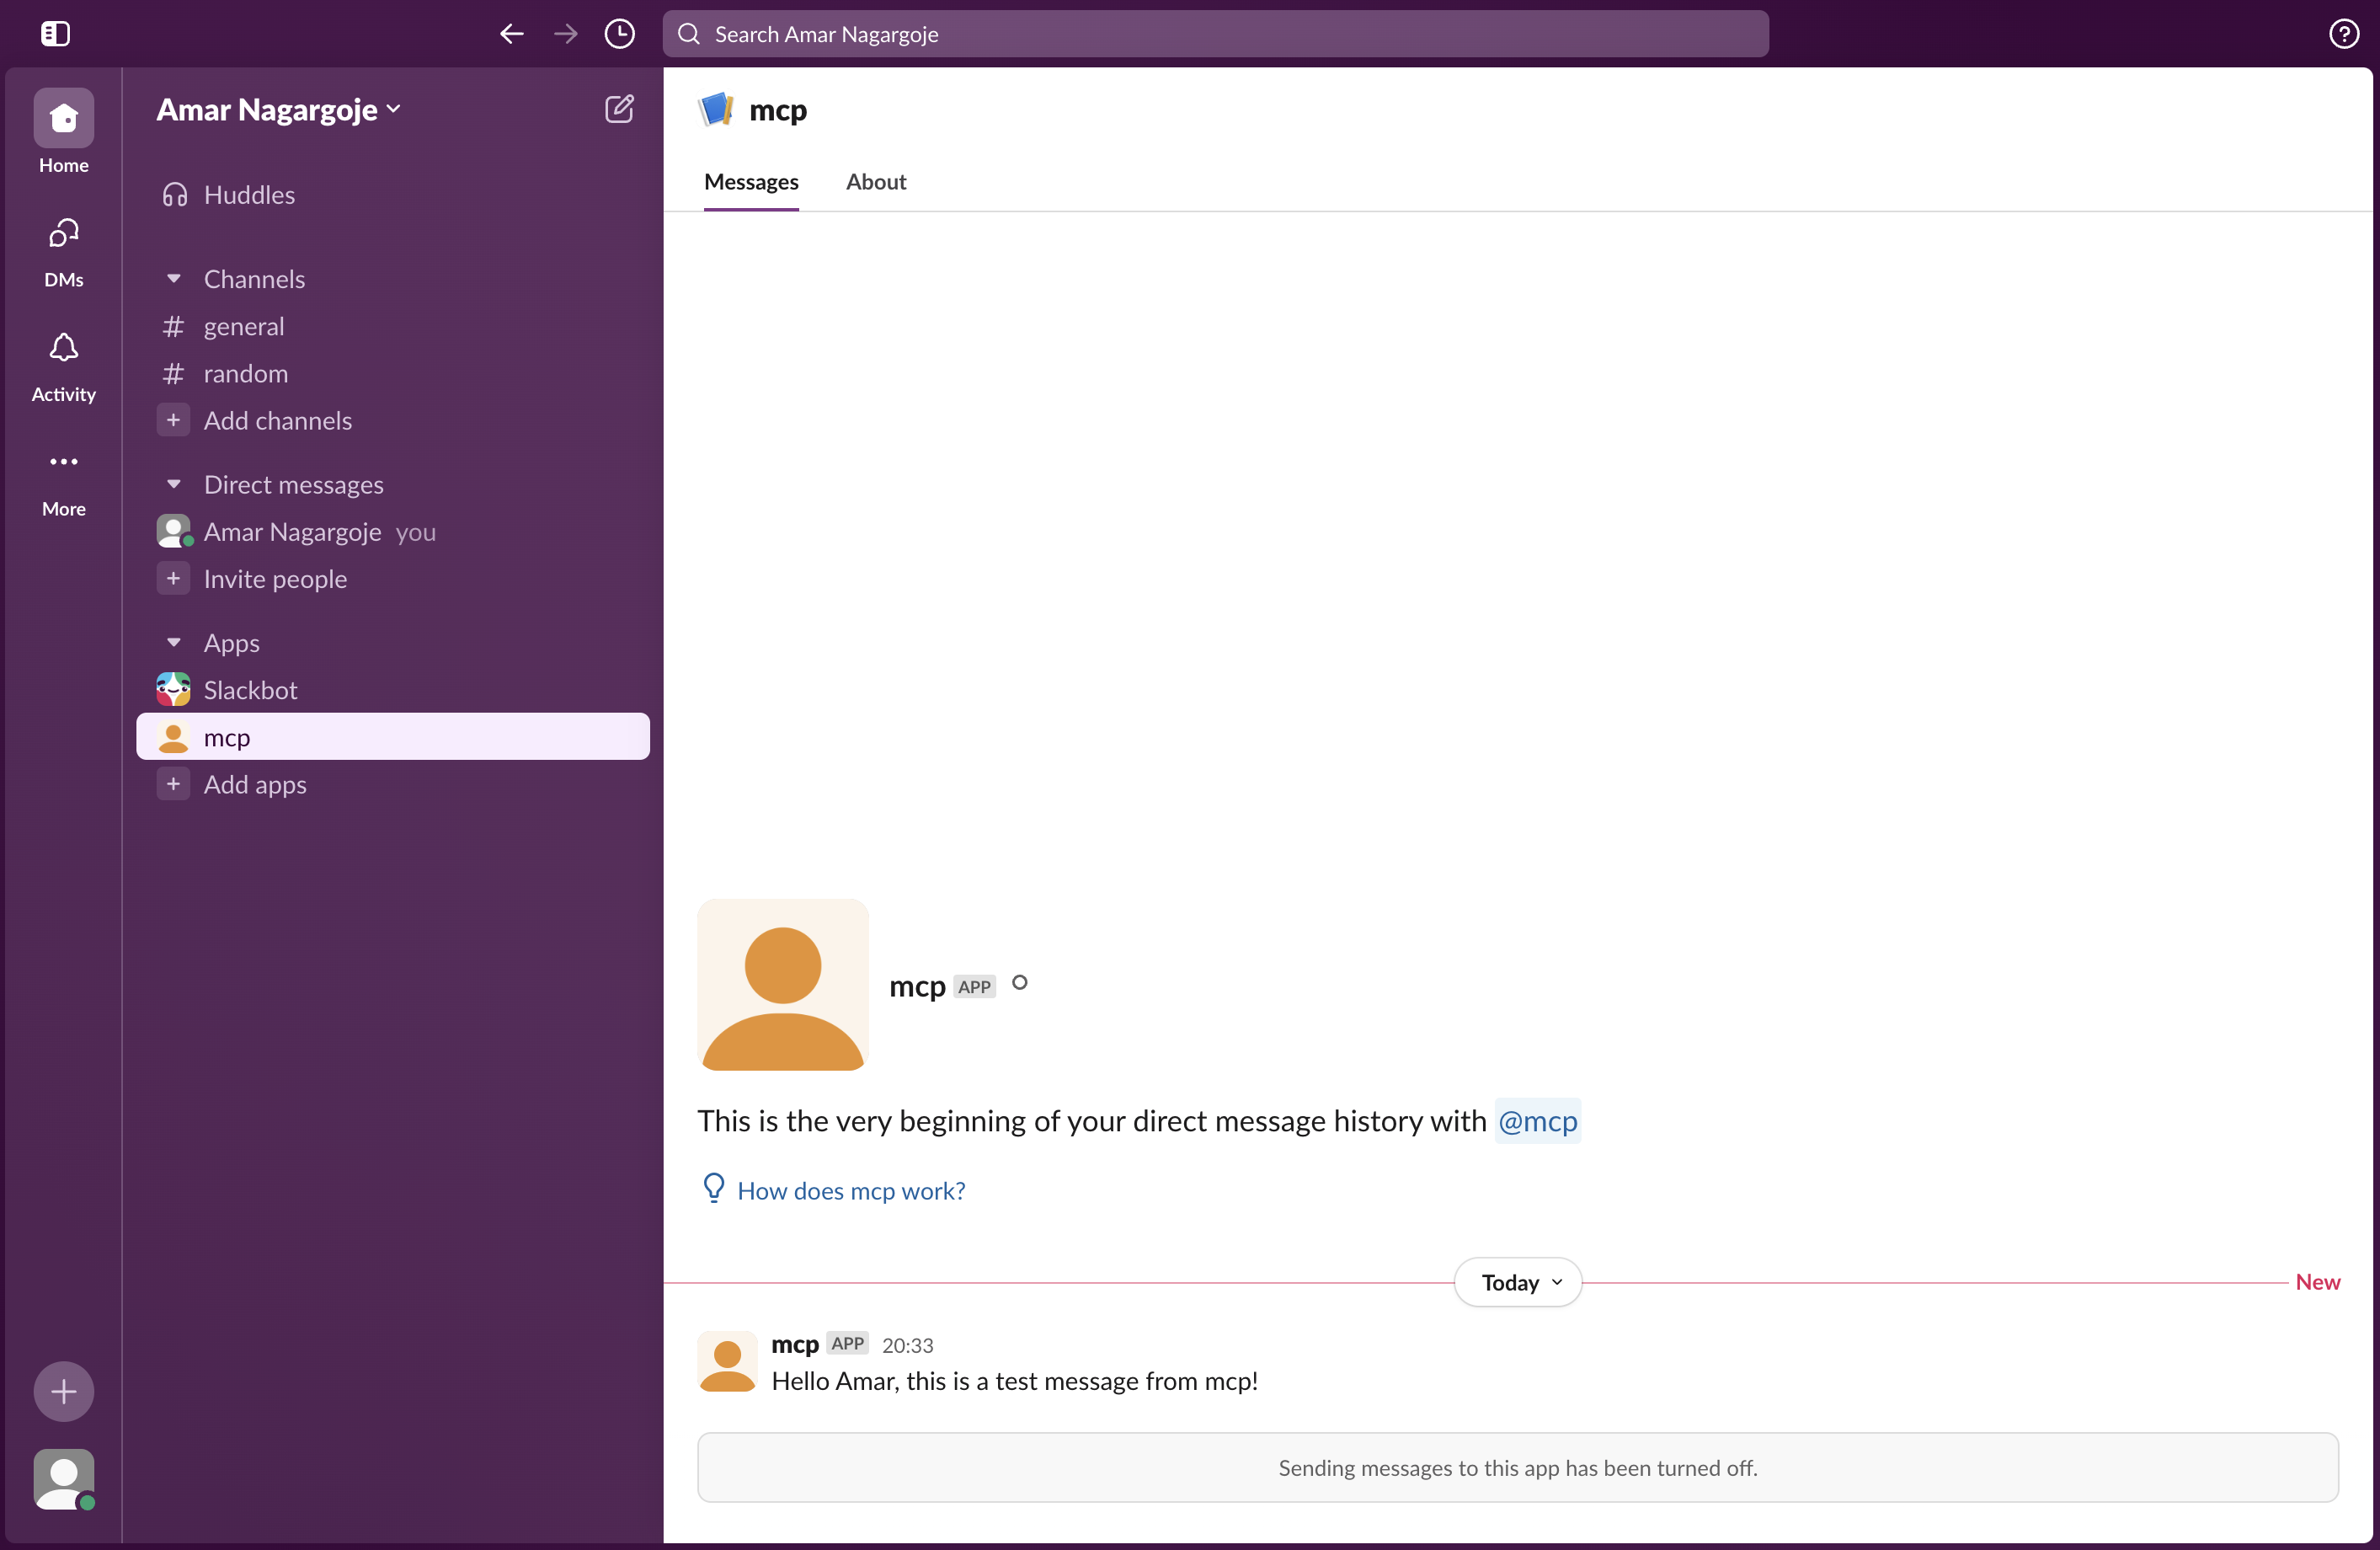 Search Amar Nagargoje
Home
DMs
Activity
More
Amar Nagargoje
Huddles
Channels
# general
# random
+ Add channels
Direct messages
Amar Nagargoje you
+ Invite people
Apps
Slackbot
mcp
+ Add apps
mcp
Messages About
mcp APP
This is the very beginning of your direct message history with @mcp
How does mcp work?
Today
New
mcp APP 20:33
Hello Amar, this is a test message from mcp!
Sending messages to this app has been turned off.